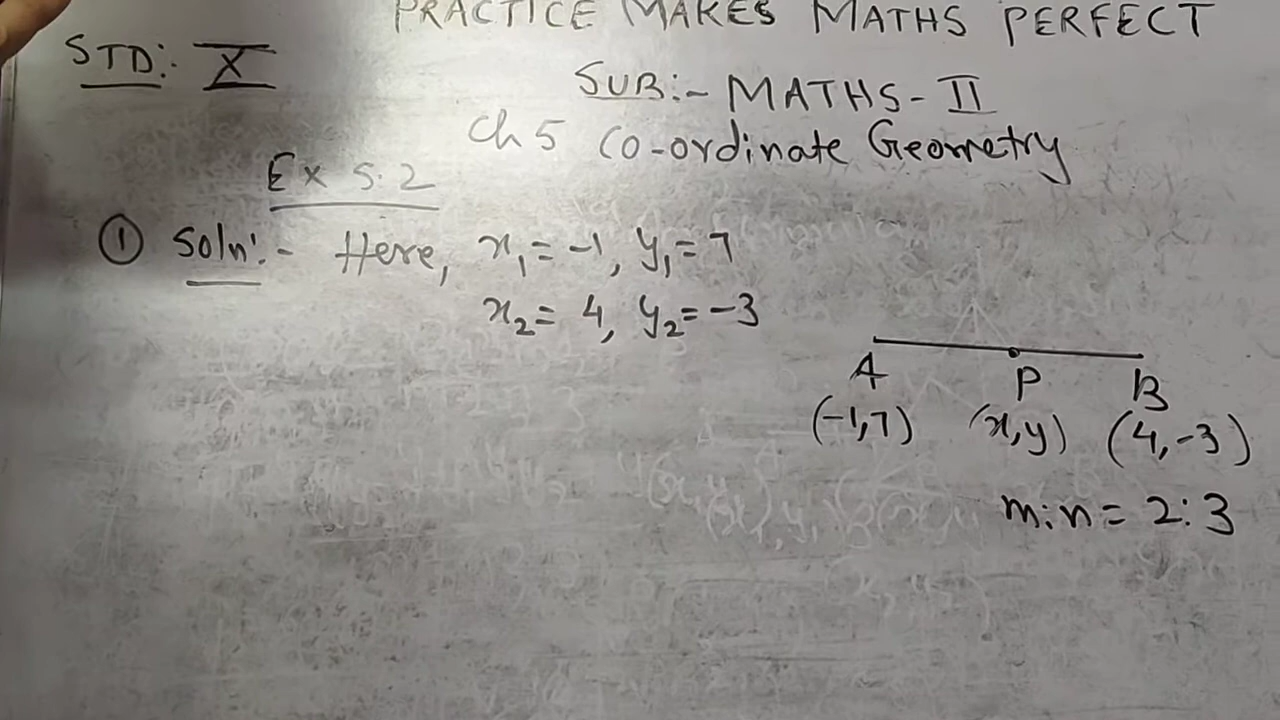 PRACTICE MAKES MATHS PERFECT
STD:- X
SUB:- MATHS-II
Ch 5 Co-ordinate Geometry
Ex 5.2
① Soln:- Here, x₁ = -1, y₁ = 7
x₂ = 4, y₂ = -3
A P B
(-1,7) (x,y) (4,-3)
m:n = 2:3